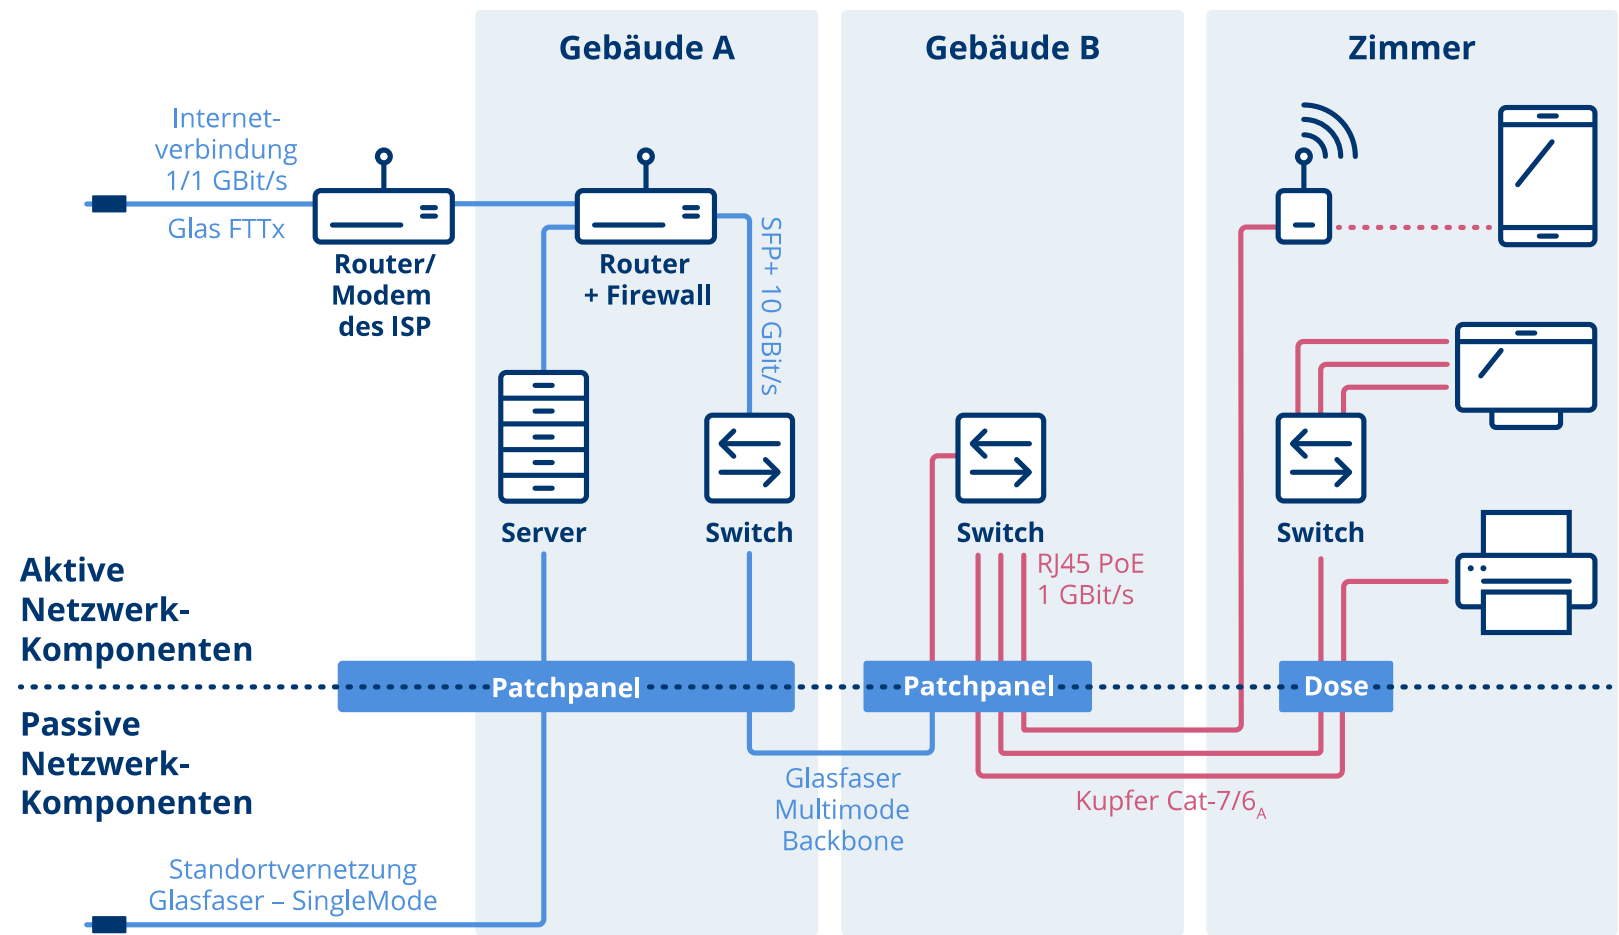 Gebäude A
Gebäude B
Zimmer
Internet-
verbindung
1/1 GBit/s
Glas FTTx
Router/
Modem
des ISP
Router
+ Firewall
SFP+ 10 GBit/s
Server
Switch
Switch
RJ45 PoE
1 GBit/s
Switch
Aktive
Netzwerk-
Komponenten
Patchpanel
Patchpanel
Dose
Passive
Netzwerk-
Komponenten
Glasfaser
Multimode
Backbone
Kupfer Cat-7/6A
Standortvernetzung
Glasfaser – SingleMode